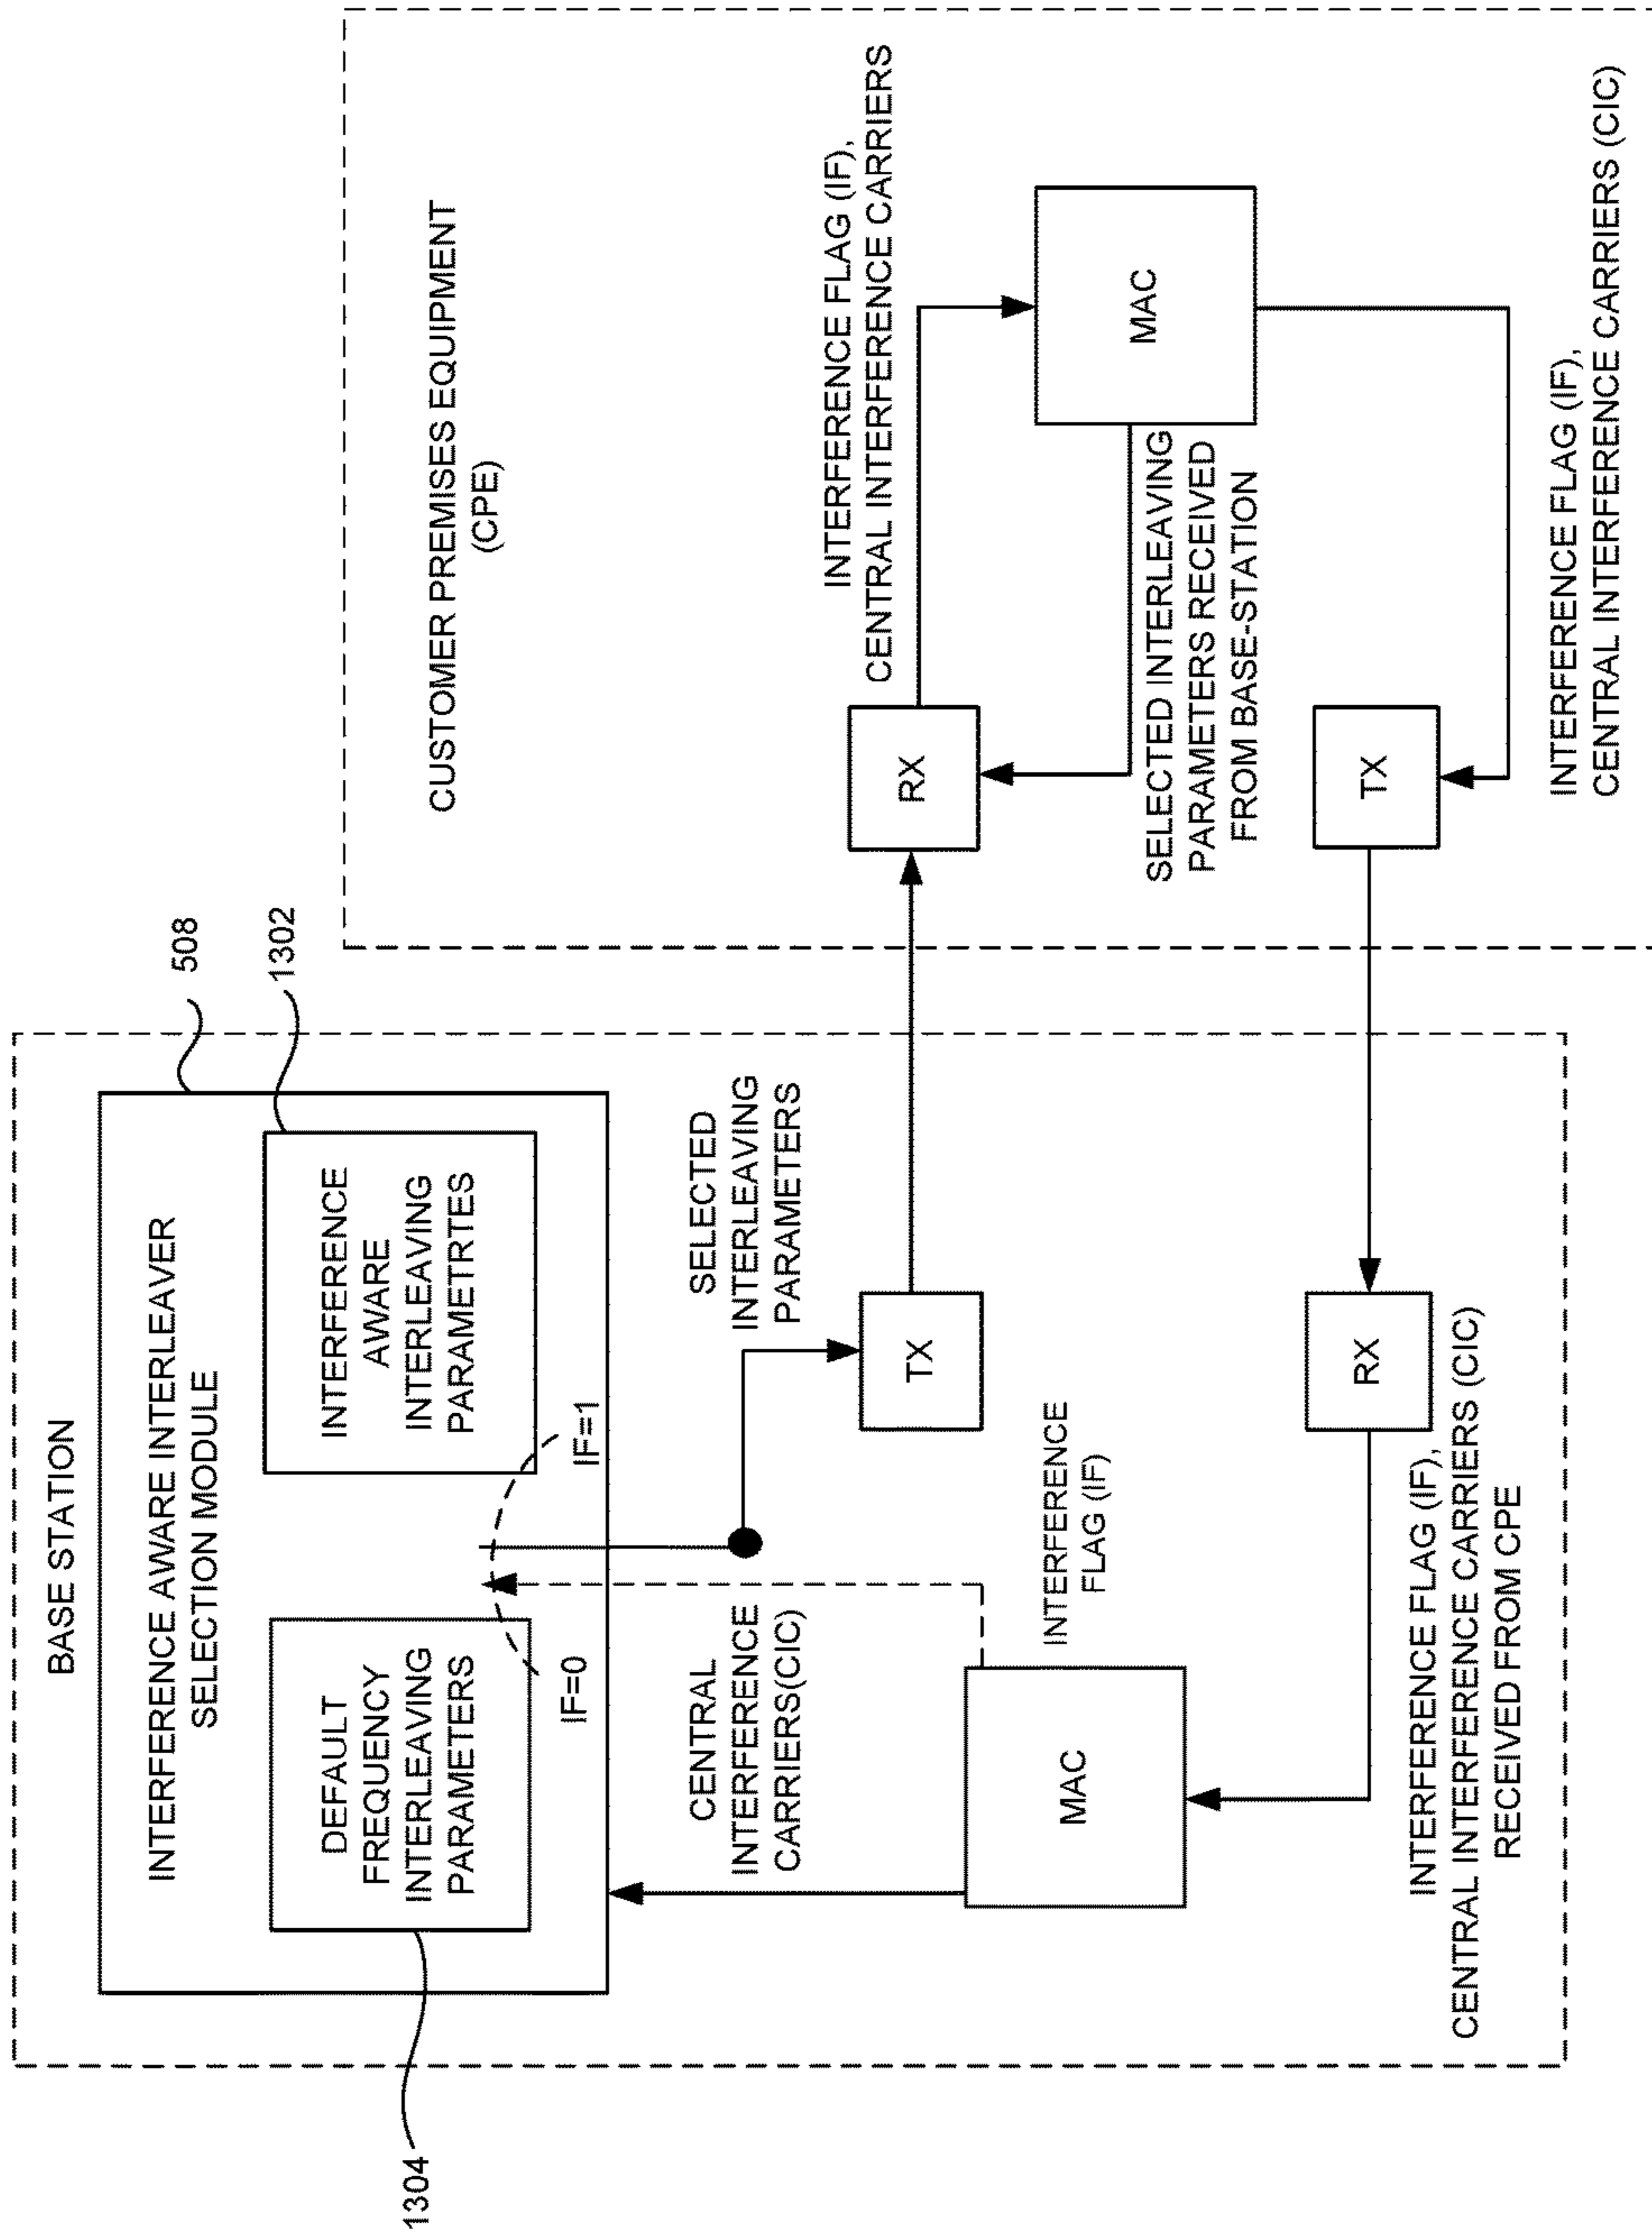 BASE STATION
INTERFERENCE AWARE INTERLEAVER
SELECTION MODULE
508
1302
1304
DEFAULT
FREQUENCY
INTERLEAVING
PARAMETERS
INTERFERENCE
AWARE
INTERLEAVING
PARAMETRTES
IF=0
IF=1
CENTRAL
INTERFERENCE
CARRIERS(CIC)
SELECTED
INTERLEAVING
PARAMETERS
MAC
INTERFERENCE
FLAG (IF)
TX
RX
INTERFERENCE FLAG (IF),
CENTRAL INTERFERENCE CARRIERS (CIC)
RECEIVED FROM CPE
CUSTOMER PREMISES EQUIPMENT
(CPE)
INTERFERENCE FLAG (IF),
CENTRAL INTERFERENCE CARRIERS
RX
MAC
SELECTED INTERLEAVING
PARAMETERS RECEIVED
FROM BASE-STATION
TX
INTERFERENCE FLAG (IF),
CENTRAL INTERFERENCE CARRIERS (CIC)